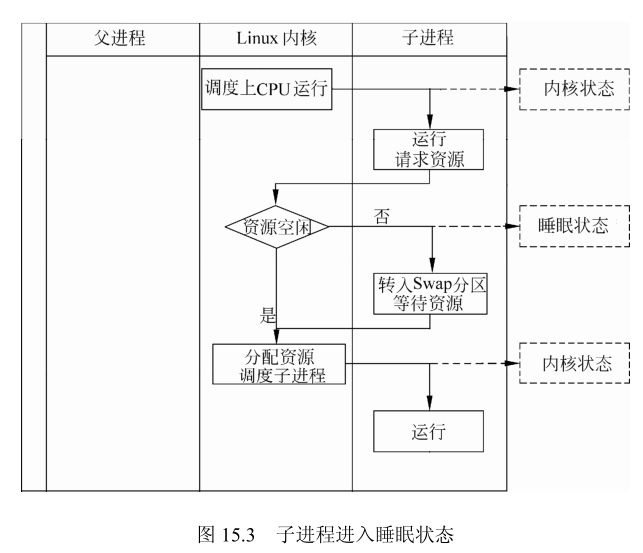 父进程
Linux 内核
子进程
调度上CPU运行
内核状态
运行
请求资源
资源空闲
否
睡眠状态
转入Swap分区
等待资源
是
分配资源
调度子进程
内核状态
运行
图 15.3 子进程进入睡眠状态